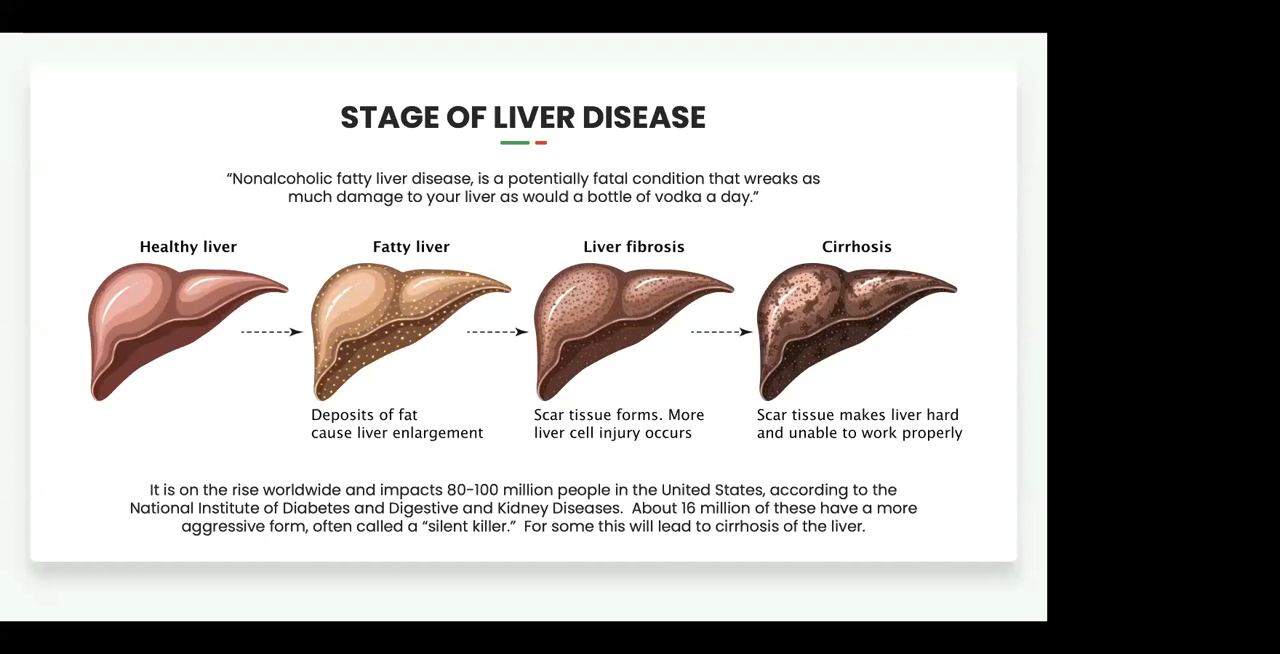 STAGE OF LIVER DISEASE
“Nonalcoholic fatty liver disease, is a potentially fatal condition that wreaks as
much damage to your liver as would a bottle of vodka a day.”
Healthy liver
Fatty liver
Liver fibrosis
Cirrhosis
Deposits of fat
cause liver enlargement
Scar tissue forms. More
liver cell injury occurs
Scar tissue makes liver hard
and unable to work properly
It is on the rise worldwide and impacts 80-100 million people in the United States, according to the
National Institute of Diabetes and Digestive and Kidney Diseases.  About 16 million of these have a more
aggressive form, often called a “silent killer.”  For some this will lead to cirrhosis of the liver.